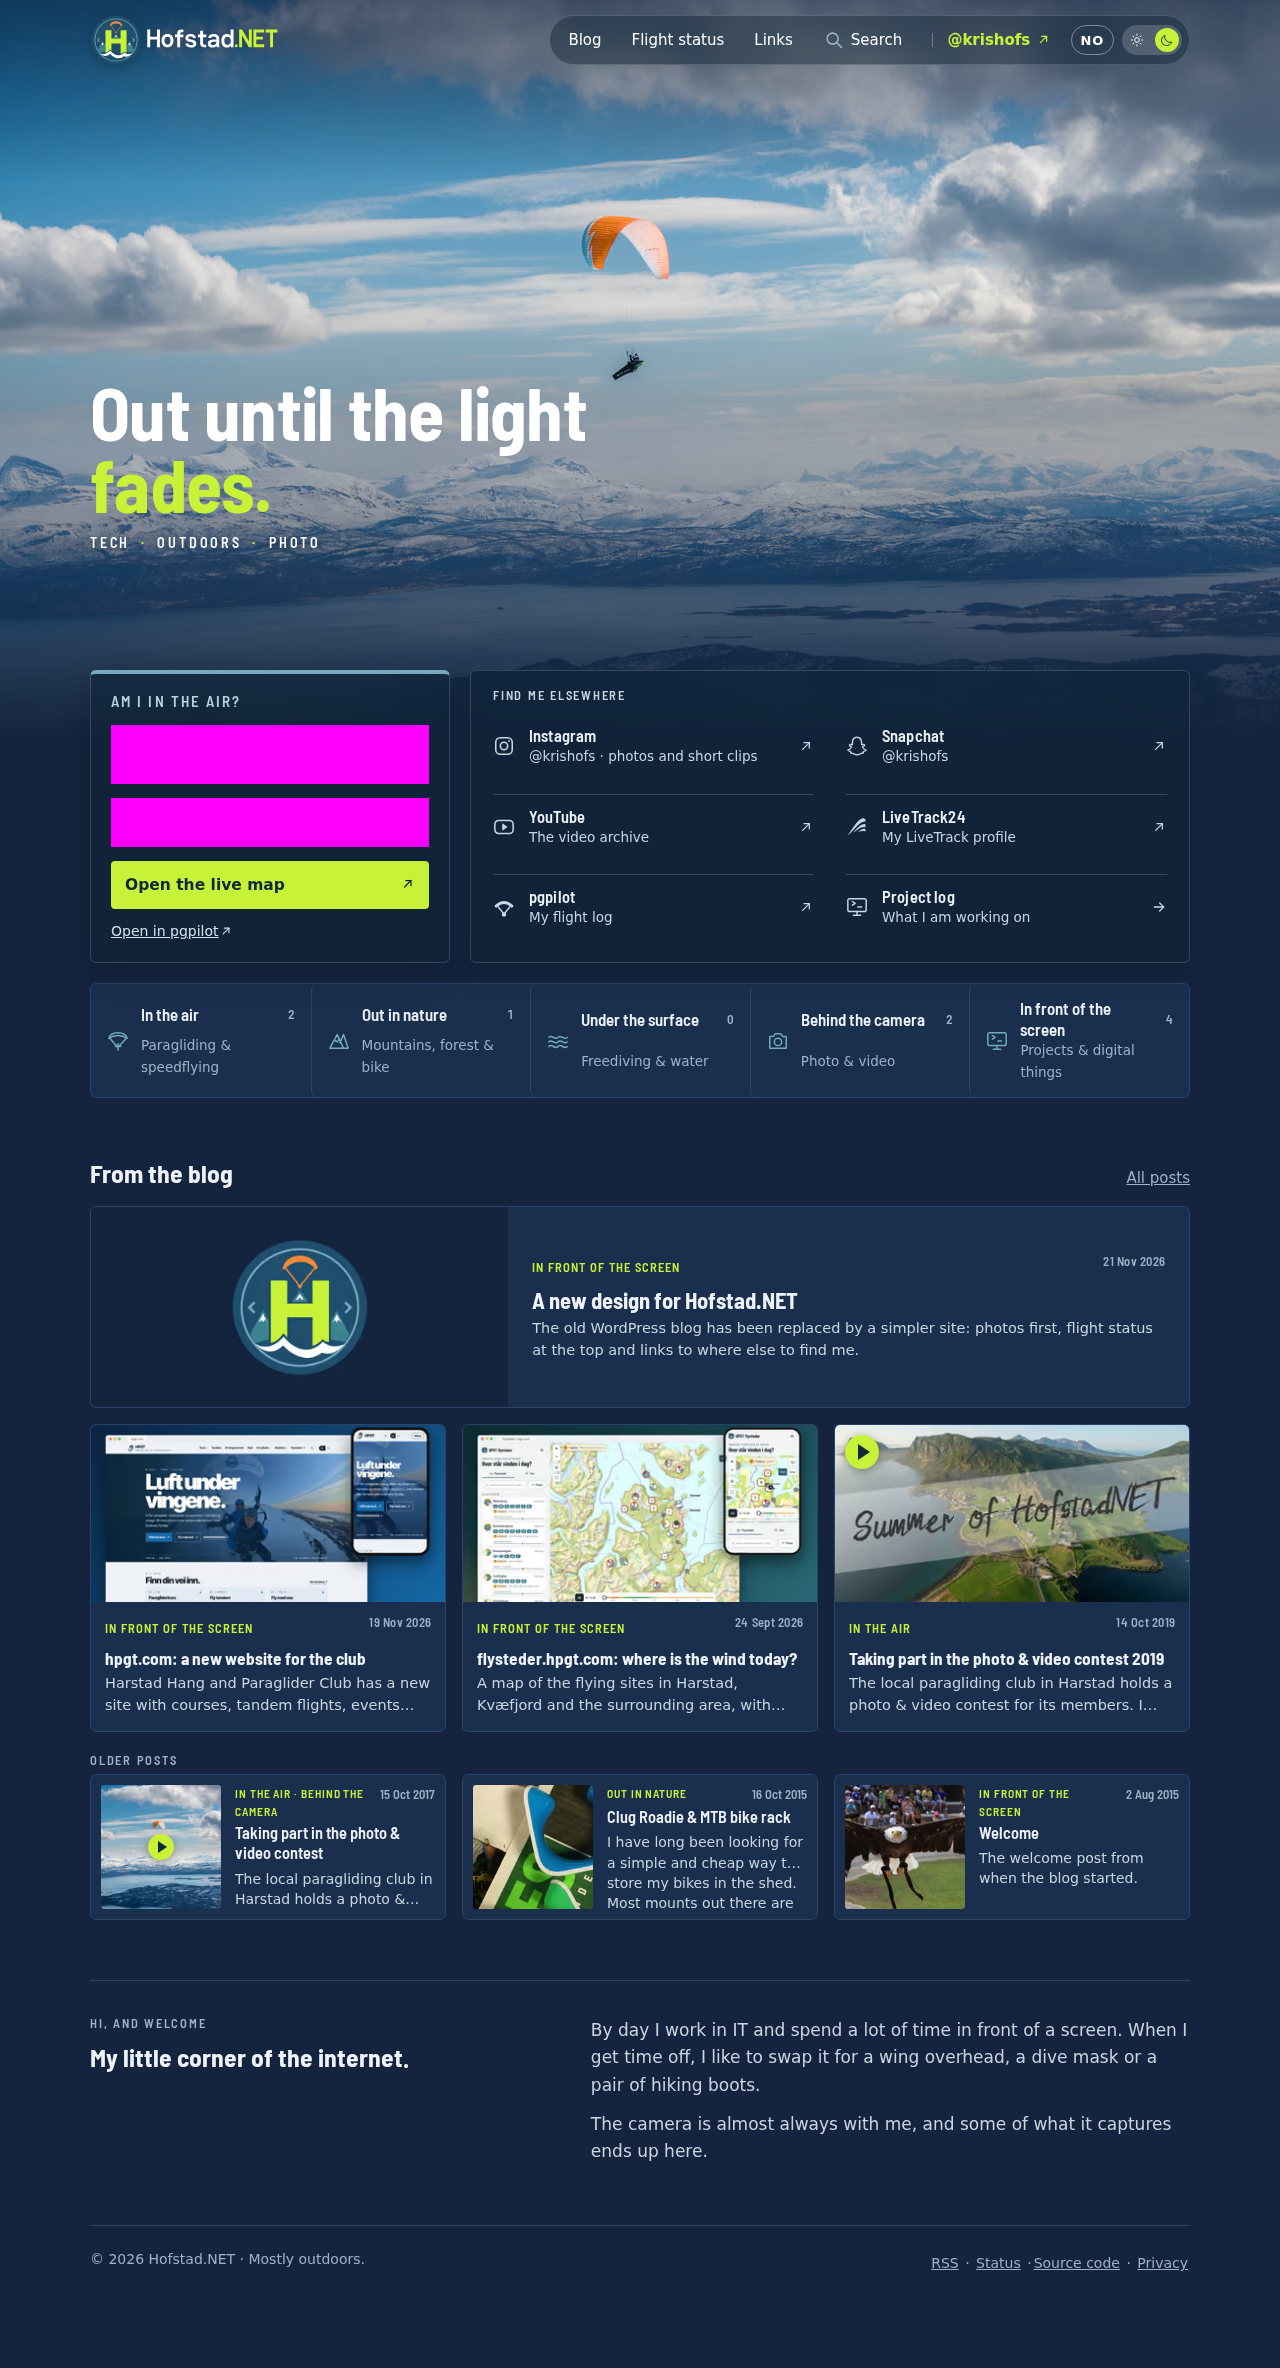 Hofstad.NET
Blog Flight status Links Search @krishofs ↗ NO
Out until the light
fades.
TECH · OUTDOORS · PHOTO
AM I IN THE AIR?
Open the live map ↗
Open in pgpilot ↗
FIND ME ELSEWHERE
Instagram
@krishofs · photos and short clips ↗
Snapchat
@krishofs ↗
YouTube
The video archive ↗
LiveTrack24
My LiveTrack profile ↗
pgpilot
My flight log ↗
Project log
What I am working on →
In the air 2
Paragliding &
speedflying
Out in nature 1
Mountains, forest &
bike
Under the surface 0
Freediving & water
Behind the camera 2
Photo & video
In front of the
screen 4
Projects & digital
things
From the blog
All posts
H
IN FRONT OF THE SCREEN 21 Nov 2026
A new design for Hofstad.NET
The old WordPress blog has been replaced by a simpler site: photos first, flight status
at the top and links to where else to find me.
Luft under
vingene.
Finn din vei inn.
Luft under
vingene.
IN FRONT OF THE SCREEN 19 Nov 2026
hpgt.com: a new website for the club
Harstad Hang and Paraglider Club has a new
site with courses, tandem flights, events…
Hvor står vinden i dag?
IN FRONT OF THE SCREEN 24 Sept 2026
flysteder.hpgt.com: where is the wind today?
A map of the flying sites in Harstad,
Kvæfjord and the surrounding area, with…
Summer of HofstadNET
IN THE AIR 14 Oct 2019
Taking part in the photo & video contest 2019
The local paragliding club in Harstad holds a
photo & video contest for its members. I…
OLDER POSTS
IN THE AIR · BEHIND THE
CAMERA 15 Oct 2017
Taking part in the photo &
video contest
The local paragliding club in
Harstad holds a photo &…
OUT IN NATURE 16 Oct 2015
Clug Roadie & MTB bike rack
I have long been looking for
a simple and cheap way t…
store my bikes in the shed.
Most mounts out there are
IN FRONT OF THE
SCREEN 2 Aug 2015
Welcome
The welcome post from
when the blog started.
HI, AND WELCOME
My little corner of the internet.
By day I work in IT and spend a lot of time in front of a screen. When I
get time off, I like to swap it for a wing overhead, a dive mask or a
pair of hiking boots.
The camera is almost always with me, and some of what it captures
ends up here.
© 2026 Hofstad.NET · Mostly outdoors.
RSS · Status · Source code · Privacy